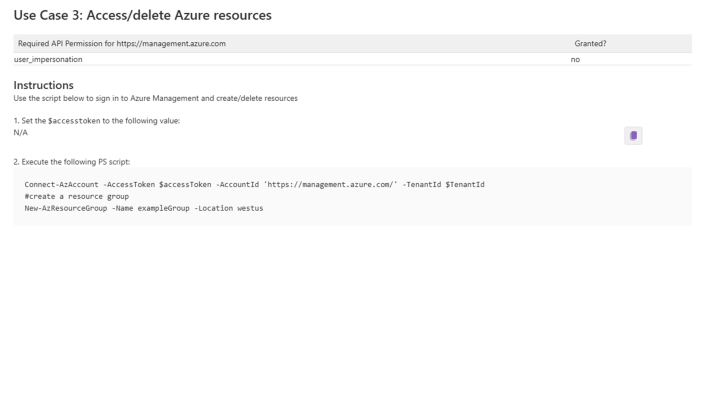 Use Case 3: Access/delete Azure resources
Required API Permission for https://management.azure.com Granted?
user_impersonation no
Instructions
Use the script below to sign in to Azure Management and create/delete resources
1. Set the $accesstoken to the following value:
N/A
2. Execute the following PS script:
Connect-AzAccount -AccessToken $accessToken -AccountId 'https://management.azure.com/' -TenantId $TenantId
#create a resource group
New-AzResourceGroup -Name exampleGroup -Location westus